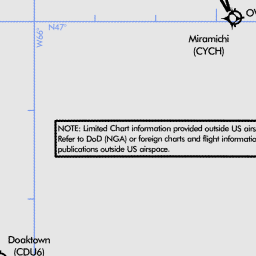 OV
Miramichi
(CYCH)
N47°
W66°
NOTE: Limited Chart information provided outside US airs
Refer to DoD (NGA) or foreign charts and flight informatio
publications outside US airspace.
Doaktown
(CDU6)